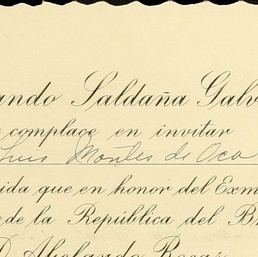 ando Saldaña Galv
complace en invitar
Luis Montes de Oca
ida que en honor del Exm
de la República del B
D. Abelardo Rosas